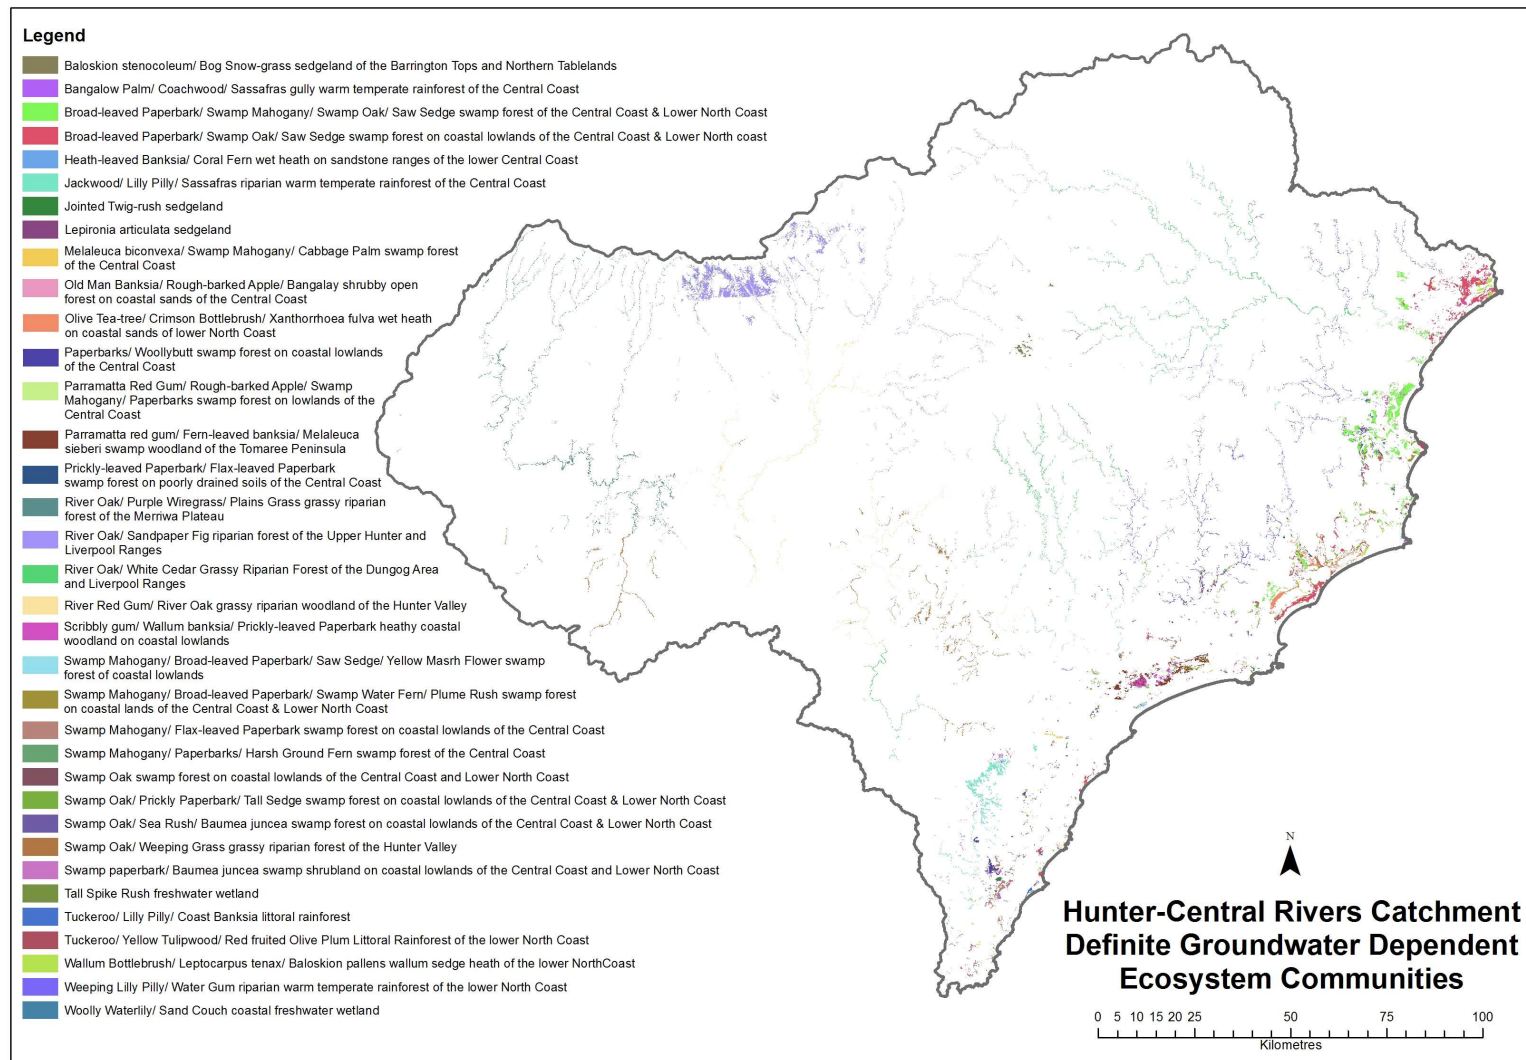 Legend
Baloskion stenocoleum/ Bog Snow-grass sedgeland of the Barrington Tops and Northern Tablelands
Bangalow Palm/ Coachwood/ Sassafras gully warm temperate rainforest of the Central Coast
Broad-leaved Paperbark/ Swamp Mahogany/ Swamp Oak/ Saw Sedge swamp forest of the Central Coast & Lower North Coast
Broad-leaved Paperbark/ Swamp Oak/ Saw Sedge swamp forest on coastal lowlands of the Central Coast & Lower North coast
Heath-leaved Banksia/ Coral Fern wet heath on sandstone ranges of the lower Central Coast
Jackwood/ Lilly Pilly/ Sassafras riparian warm temperate rainforest of the Central Coast
Jointed Twig-rush sedgeland
Lepironia articulata sedgeland
Melaleuca biconvexa/ Swamp Mahogany/ Cabbage Palm swamp forest
of the Central Coast
Old Man Banksia/ Rough-barked Apple/ Bangalay shrubby open
forest on coastal sands of the Central Coast
Olive Tea-tree/ Crimson Bottlebrush/ Xanthorrhoea fulva wet heath
on coastal sands of lower North Coast
Paperbarks/ Woollybutt swamp forest on coastal lowlands
of the Central Coast
Parramatta Red Gum/ Rough-barked Apple/ Swamp
Mahogany/ Paperbarks swamp forest on lowlands of the
Central Coast
Parramatta red gum/ Fern-leaved banksia/ Melaleuca
sieberi swamp woodland of the Tomaree Peninsula
Prickly-leaved Paperbark/ Flax-leaved Paperbark
swamp forest on poorly drained soils of the Central Coast
River Oak/ Purple Wiregrass/ Plains Grass grassy riparian
forest of the Merriwa Plateau
River Oak/ Sandpaper Fig riparian forest of the Upper Hunter and
Liverpool Ranges
River Oak/ White Cedar Grassy Riparian Forest of the Dungog Area
and Liverpool Ranges
River Red Gum/ River Oak grassy riparian woodland of the Hunter Valley
Scribbly gum/ Wallum banksia/ Prickly-leaved Paperbark heathy coastal
woodland on coastal lowlands
Swamp Mahogany/ Broad-leaved Paperbark/ Saw Sedge/ Yellow Masrh Flower swamp
forest of coastal lowlands
Swamp Mahogany/ Broad-leaved Paperbark/ Swamp Water Fern/ Plume Rush swamp forest
on coastal lands of the Central Coast & Lower North Coast
Swamp Mahogany/ Flax-leaved Paperbark swamp forest on coastal lowlands of the Central Coast
Swamp Mahogany/ Paperbarks/ Harsh Ground Fern swamp forest of the Central Coast
Swamp Oak swamp forest on coastal lowlands of the Central Coast and Lower North Coast
Swamp Oak/ Prickly Paperbark/ Tall Sedge swamp forest on coastal lowlands of the Central Coast & Lower North Coast
Swamp Oak/ Sea Rush/ Baumea juncea swamp forest on coastal lowlands of the Central Coast & Lower North Coast
Swamp Oak/ Weeping Grass grassy riparian forest of the Hunter Valley
Swamp paperbark/ Baumea juncea swamp shrubland on coastal lowlands of the Central Coast and Lower North Coast
Tall Spike Rush freshwater wetland
Tuckeroo/ Lilly Pilly/ Coast Banksia littoral rainforest
Tuckeroo/ Yellow Tulipwood/ Red fruited Olive Plum Littoral Rainforest of the lower North Coast
Wallum Bottlebrush/ Leptocarpus tenax/ Baloskion pallens wallum sedge heath of the lower NorthCoast
Weeping Lilly Pilly/ Water Gum riparian warm temperate rainforest of the lower North Coast
Woolly Waterlily/ Sand Couch coastal freshwater wetland
N
Hunter-Central Rivers Catchment
Definite Groundwater Dependent
Ecosystem Communities
0 5 10 15 20 25 50 75 100
Kilometres